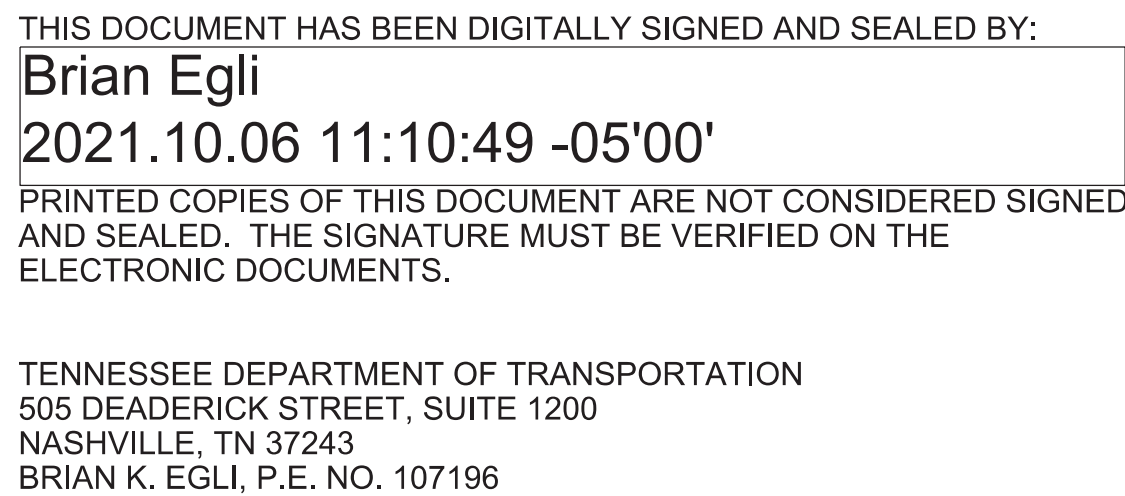 THIS DOCUMENT HAS BEEN DIGITALLY SIGNED AND SEALED BY:
Brian Egli
2021.10.06 11:10:49 -05'00'
PRINTED COPIES OF THIS DOCUMENT ARE NOT CONSIDERED SIGNED
AND SEALED.  THE SIGNATURE MUST BE VERIFIED ON THE
ELECTRONIC DOCUMENTS.
TENNESSEE DEPARTMENT OF TRANSPORTATION
505 DEADERICK STREET, SUITE 1200
NASHVILLE, TN 37243
BRIAN K. EGLI, P.E. NO. 107196